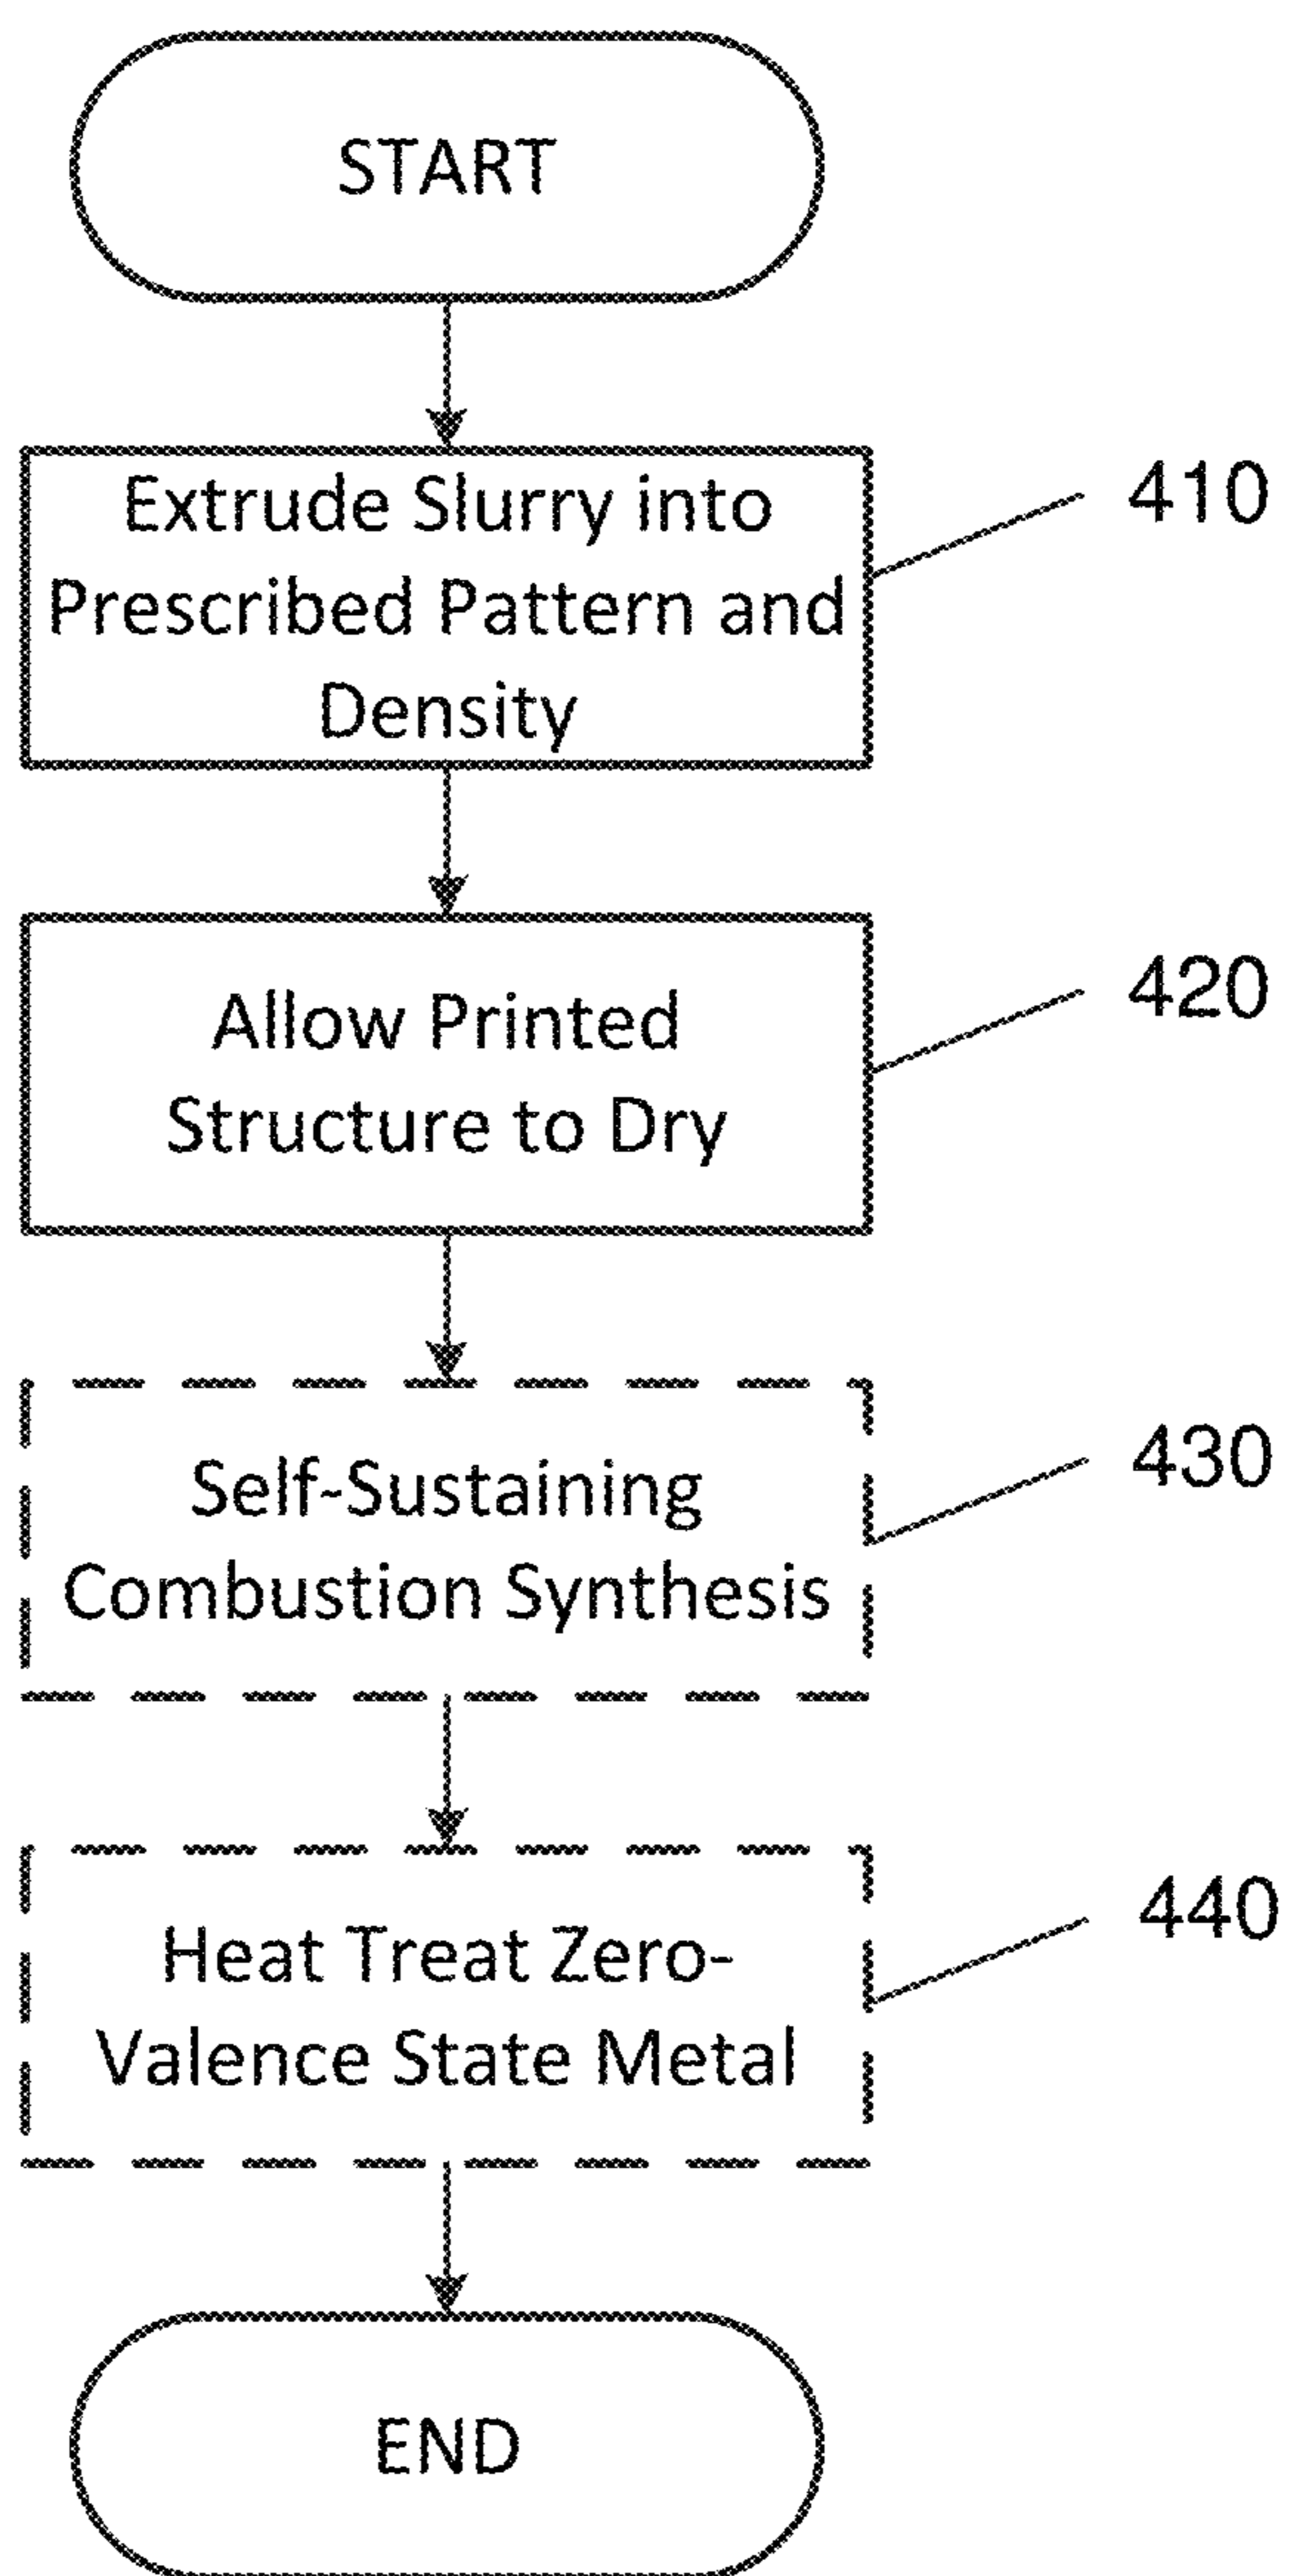 START
Extrude Slurry into
Prescribed Pattern and
Density
410
Allow Printed
Structure to Dry
420
Self-Sustaining
Combustion Synthesis
430
Heat Treat Zero-
Valence State Metal
440
END